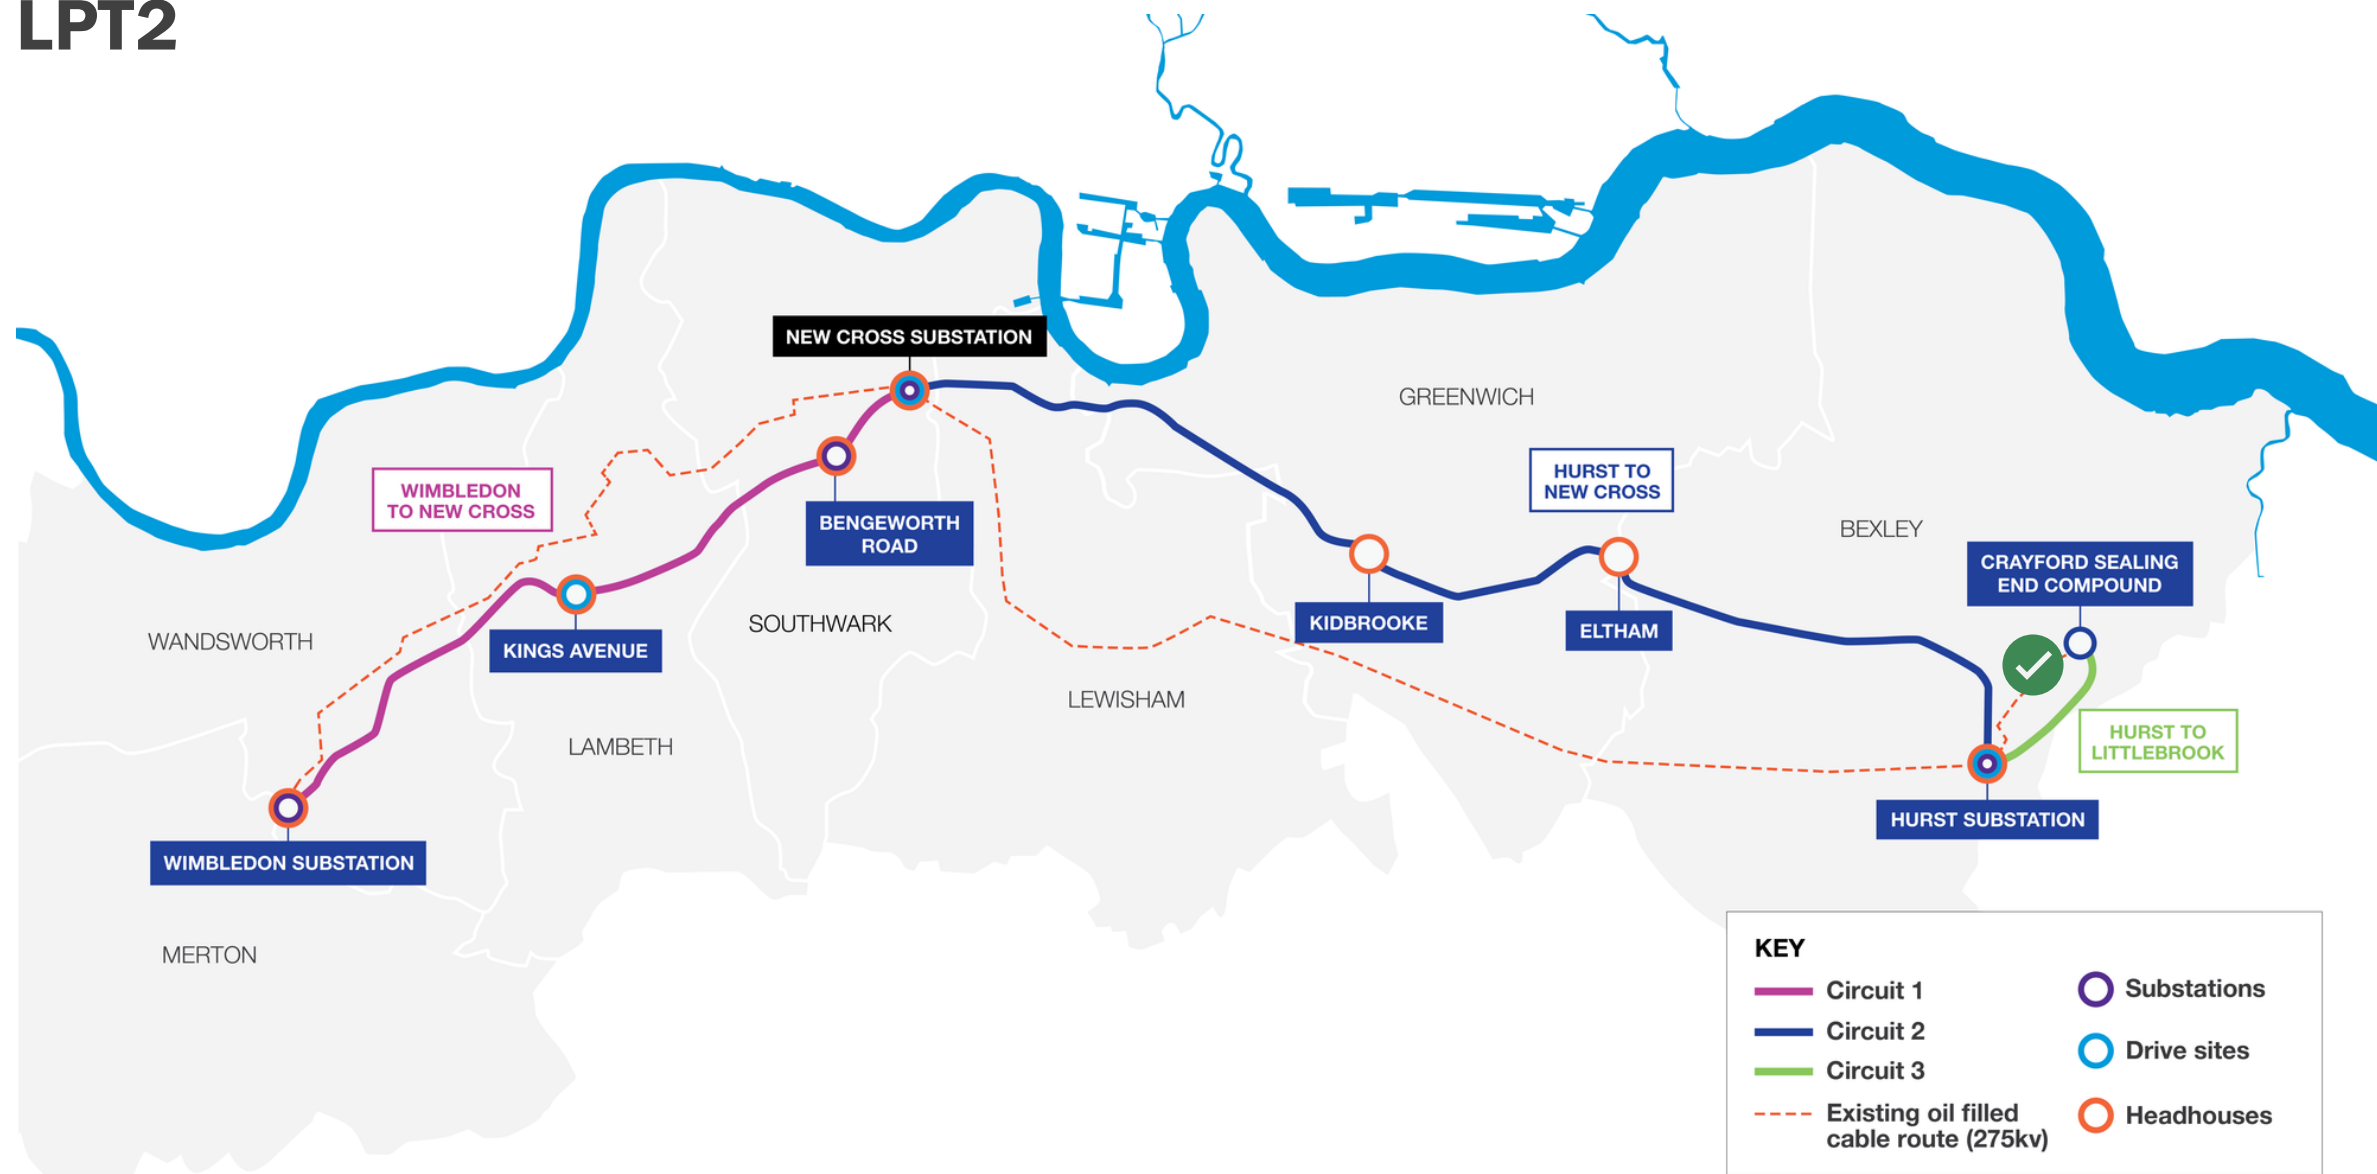 LPT2
NEW CROSS SUBSTATION
GREENWICH
HURST TO
NEW CROSS
WIMBLEDON
TO NEW CROSS
BENGEWORTH
ROAD
BEXLEY
CRAYFORD SEALING
END COMPOUND
KIDBROOKE
ELTHAM
SOUTHWARK
WANDSWORTH
KINGS AVENUE
LEWISHAM
LAMBETH
HURST TO
LITTLEBROOK
HURST SUBSTATION
WIMBLEDON SUBSTATION
MERTON
KEY
Circuit 1
Circuit 2
Circuit 3
Existing oil filled
cable route (275kv)
Substations
Drive sites
Headhouses